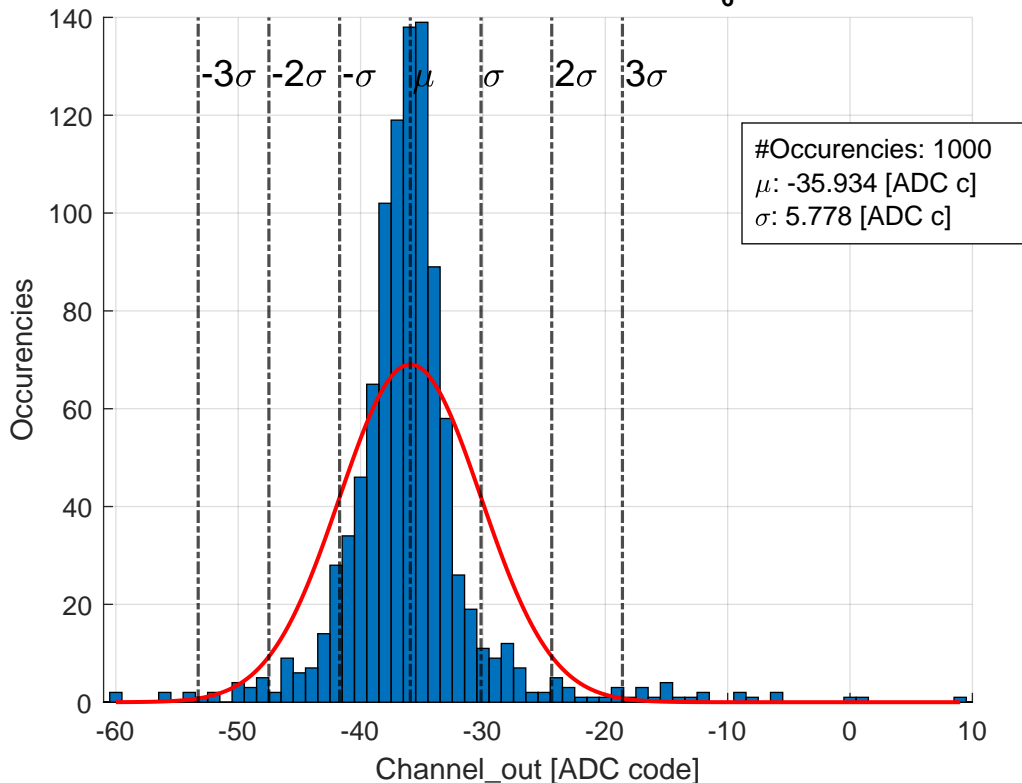 6
140
120
100
80
60
40
20
0
-3σ -2σ -σ μ σ 2σ 3σ
#Occurencies: 1000
μ: -35.934 [ADC c]
σ: 5.778 [ADC c]
Occurencies
-60 -50 -40 -30 -20 -10 0 10
Channel_out [ADC code]